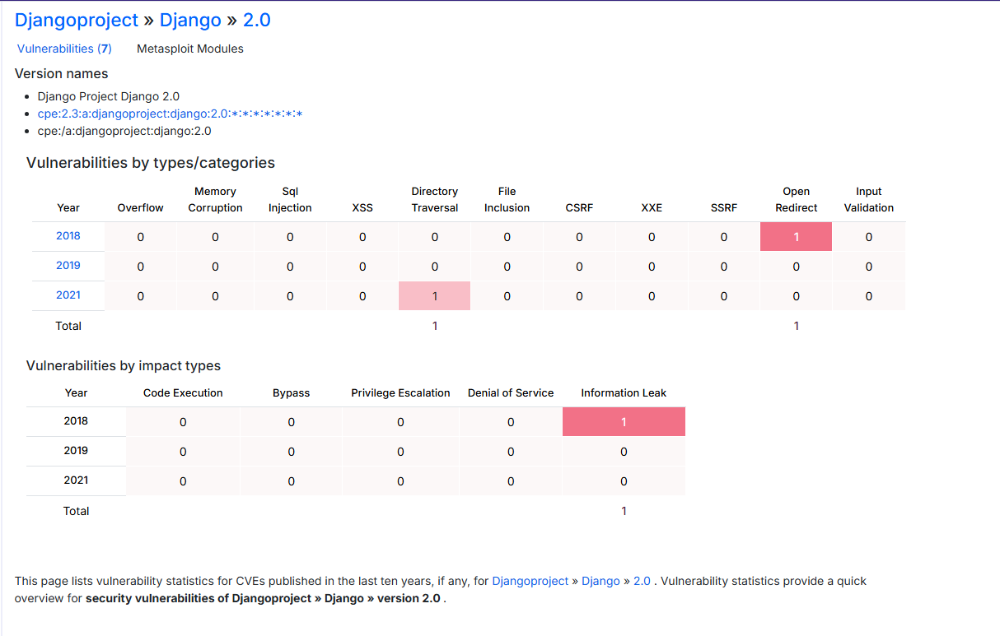 Djangoproject » Django » 2.0
Vulnerabilities (7) Metasploit Modules
Version names
• Django Project Django 2.0
• cpe:2.3:a:djangoproject:django:2.0:*:*:*:*:*:*:*
• cpe:/a:djangoproject:django:2.0
Vulnerabilities by types/categories
Year Overflow Memory Corruption Sql Injection XSS Directory Traversal File Inclusion CSRF XXE SSRF Open Redirect Input Validation
2018 0 0 0 0 0 0 0 0 0 1 0
2019 0 0 0 0 0 0 0 0 0 0 0
2021 0 0 0 0 1 0 0 0 0 0 0
Total 1 1
Vulnerabilities by impact types
Year Code Execution Bypass Privilege Escalation Denial of Service Information Leak
2018 0 0 0 0 1
2019 0 0 0 0 0
2021 0 0 0 0 0
Total 1
This page lists vulnerability statistics for CVEs published in the last ten years, if any, for Djangoproject » Django » 2.0 . Vulnerability statistics provide a quick
overview for security vulnerabilities of Djangoproject » Django » version 2.0 .